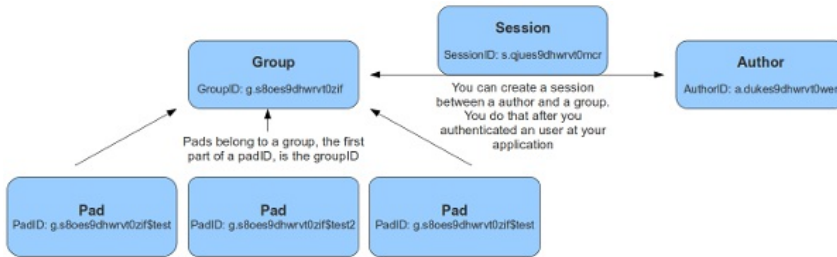 Session
SessionID: s.qjues9dhwrvt0mcr
Group
GroupID: g.s8oes9dhwrvt0zif
Author
AuthorID: a.dukes9dhwrvt0wer
You can create a session
between a author and a group.
You do that after you
authenticated an user at your
application
Pads belong to a group, the first
part of a padID, is the groupID
Pad
PadID: g.s8oes9dhwrvt0zif$test
Pad
PadID: g.s8oes9dhwrvt0zif$test2
Pad
PadID: g.s8oes9dhwrvt0zif$test